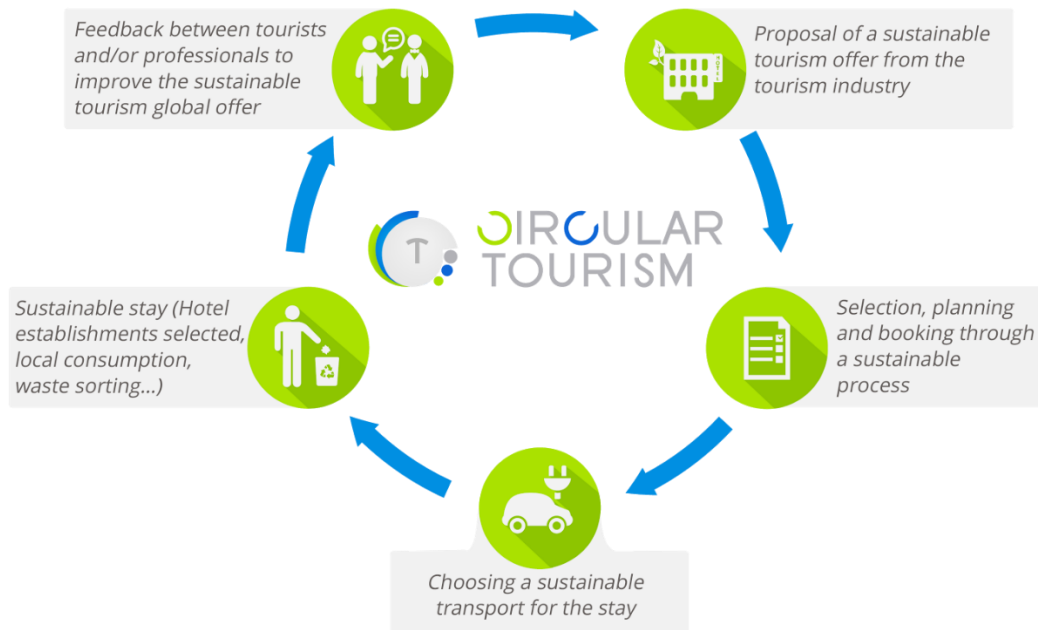 Feedback between tourists
and/or professionals to
improve the sustainable
tourism global offer
Proposal of a sustainable
tourism offer from the
tourism industry
HOTEL
T
CIRCULAR
TOURISM
Sustainable stay (Hotel
establishments selected,
local consumption,
waste sorting...)
Selection, planning
and booking through
a sustainable
process
Choosing a sustainable
transport for the stay